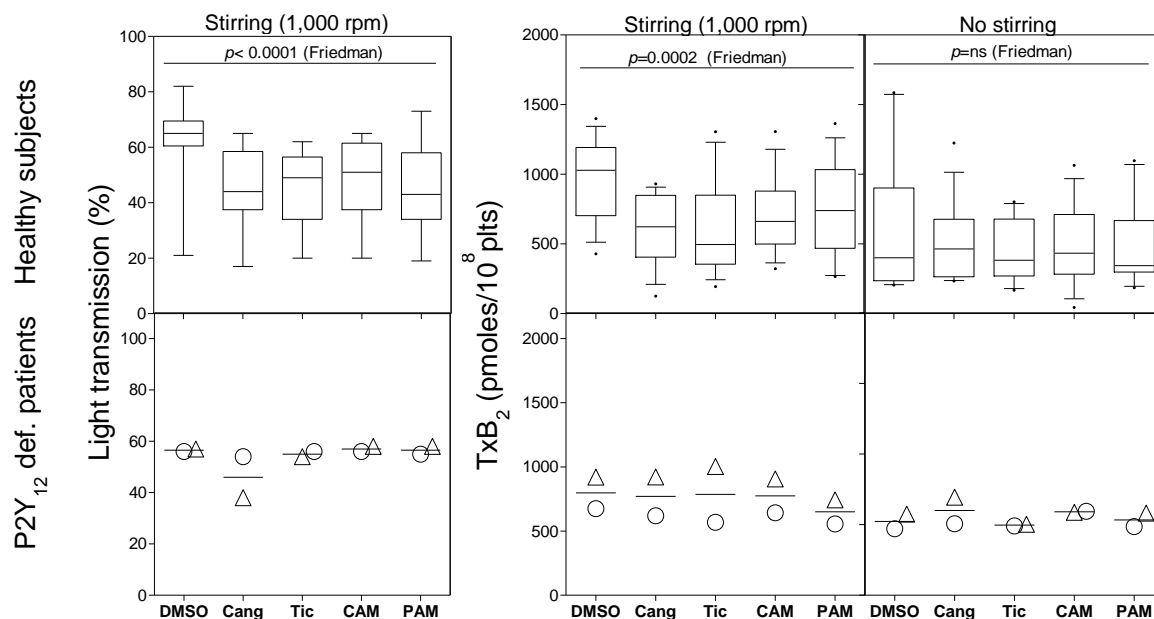 Stirring (1,000 rpm)
p< 0.0001 (Friedman)
100
80
60
40
20
0
100
80
60
40
20
0
Healthy subjects
P2Y12 def. patients
Light transmission (%)
DMSO Cang Tic CAM PAM
Stirring (1,000 rpm)
No stirring
p=0.0002 (Friedman)
p=ns (Friedman)
2000
1500
1000
500
0
2000
1500
1000
500
0
TxB2 (pmoles/10^8 plts)
DMSO Cang Tic CAM PAM
DMSO Cang Tic CAM PAM